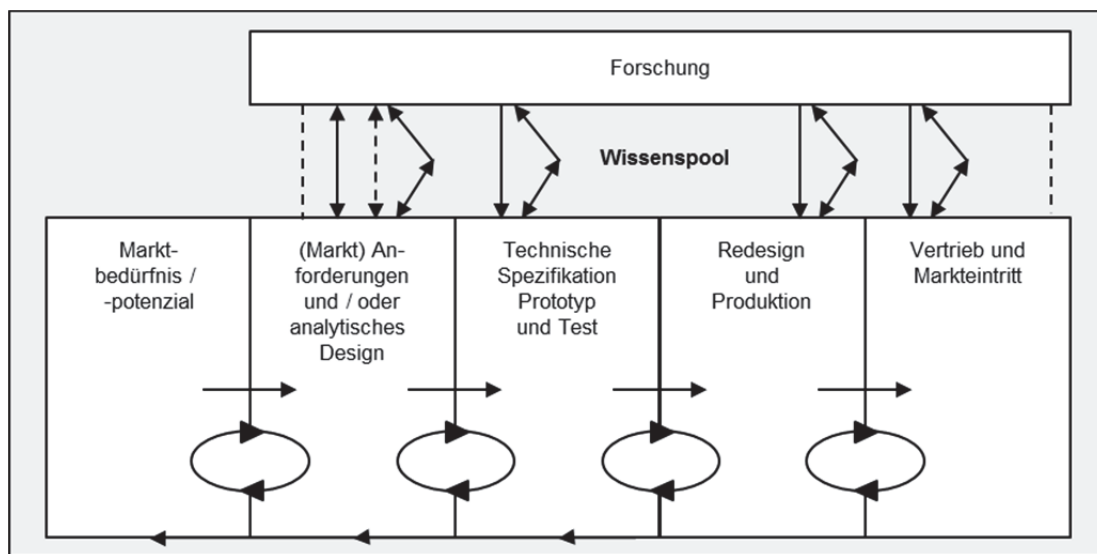 Forschung
Wissenspool
Markt-
bedürfnis /
-potenzial
(Markt) An-
forderungen
und / oder
analytisches
Design
Technische
Spezifikation
Prototyp
und Test
Redesign
und
Produktion
Vertrieb und
Markteintritt